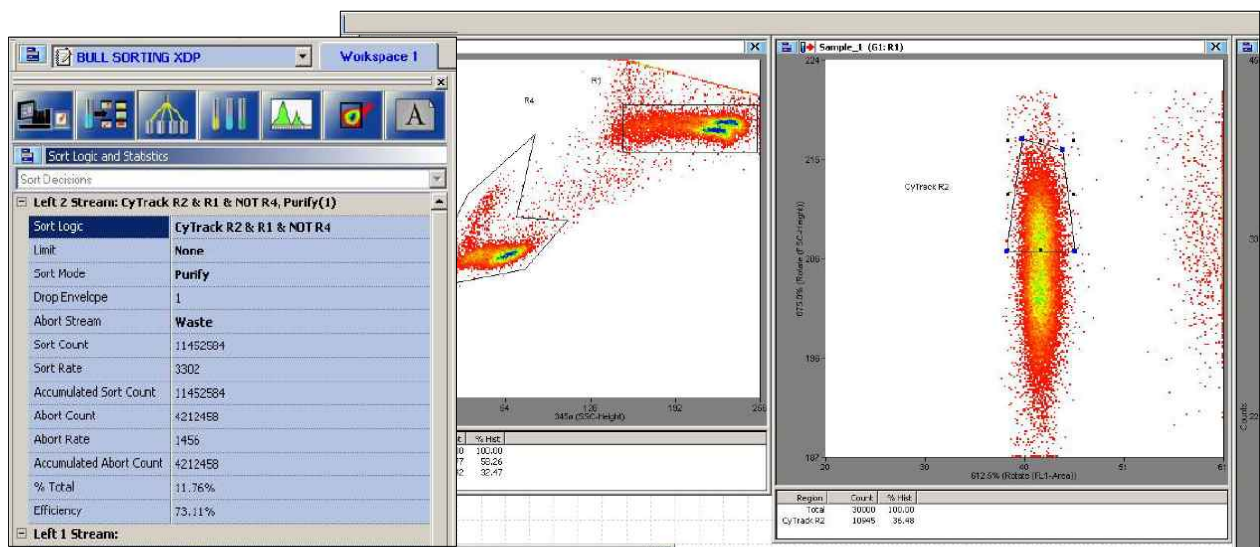 BULL SORTING XDP
Workspace 1
A
Sort Logic and Statistics
Sort Decisions
Left 2 Stream: CyTrack R2 & R1 & NOT R4, Purify(1)
Sort Logic CyTrack R2 & R1 & NOT R4
Limit None
Sort Mode Purify
Drop Envelope 1
Abort Stream Waste
Sort Count 11452584
Sort Rate 3302
Accumulated Sort Count 11452584
Abort Count 4212458
Abort Rate 1456
Accumulated Abort Count 4212458
% Total 11.76%
Efficiency 73.11%
Left 1 Stream:
R1
R4
64 128 192 256
(SSC-Height)
% Hist
100.00
58.26
32.47
Sample_1 (G1: R1)
224
215
206
196
187
(FSC-Height))
CyTrack R2
20 30 40 51 61
612.5% (Rotate (FL1-Area))
Region Count % Hist
Total 30000 100.00
CyTrack R2 10945 36.48
Counts